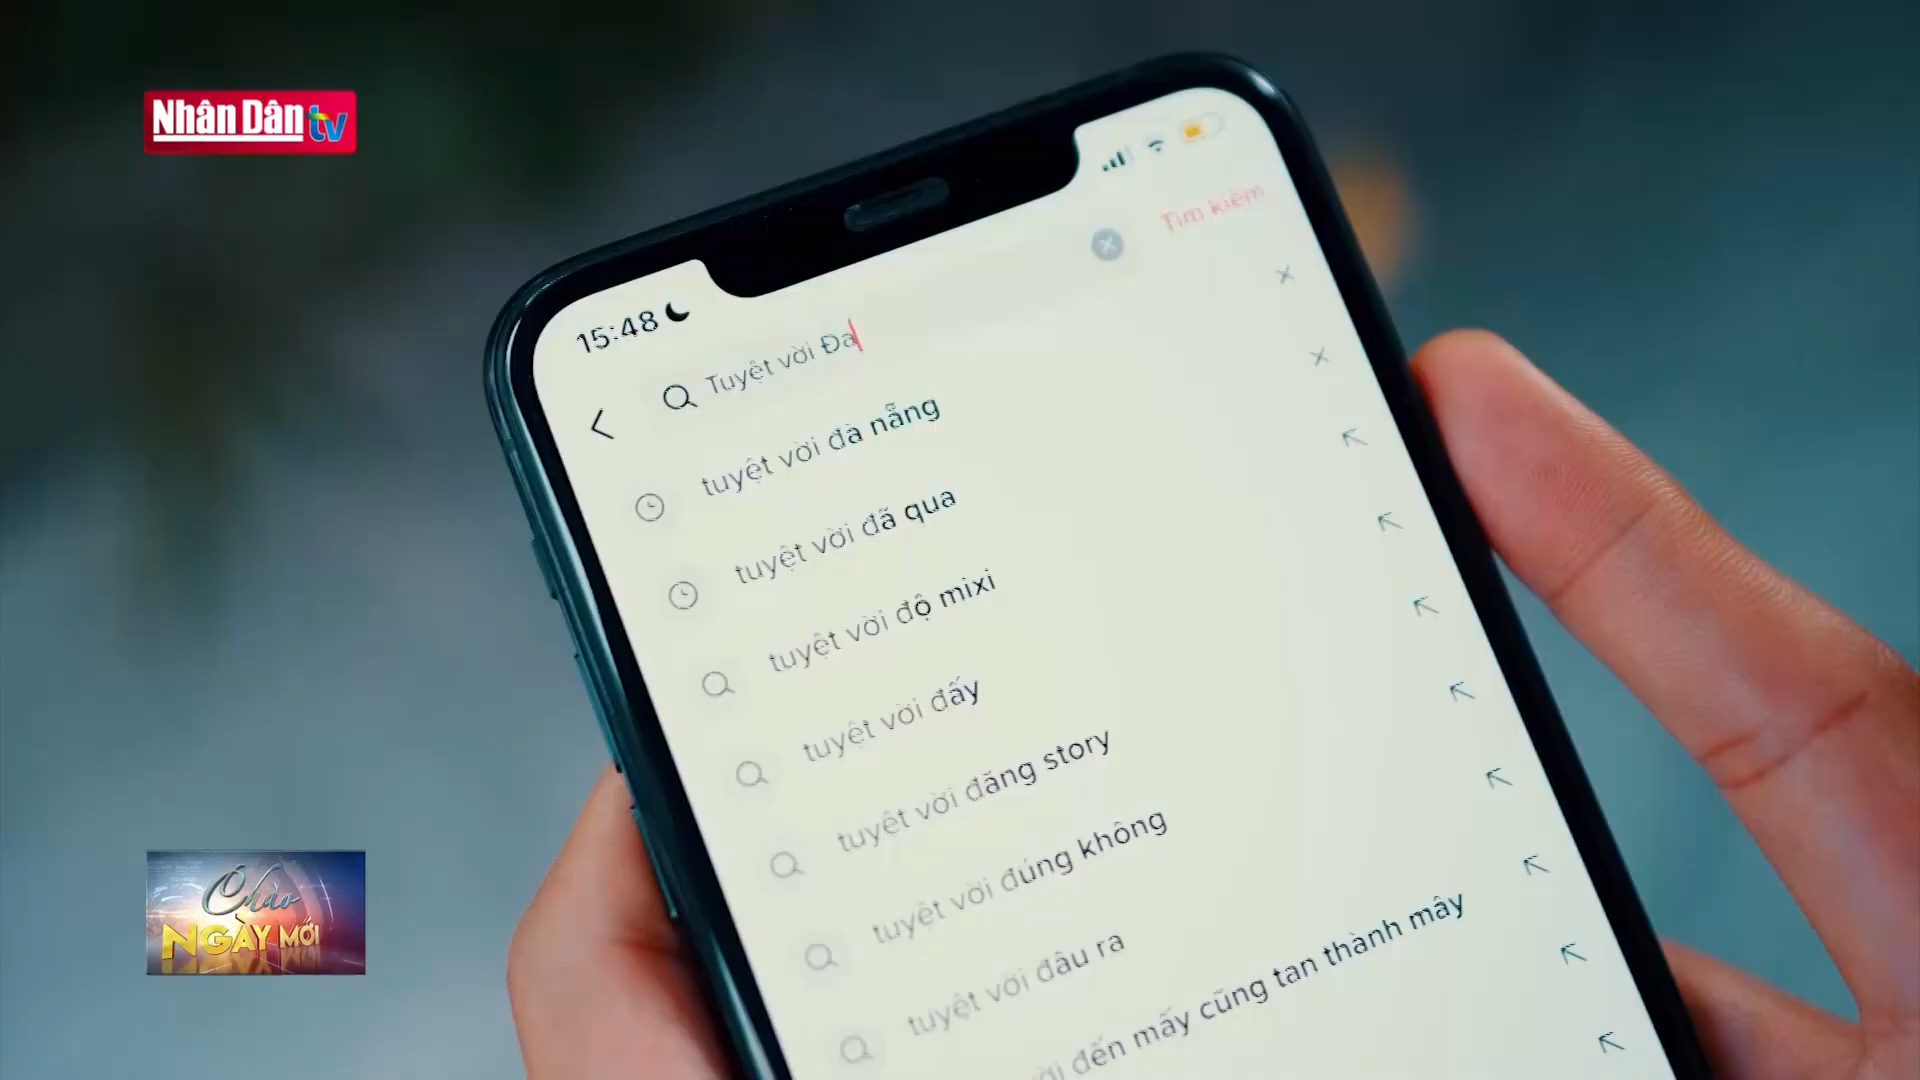 Nhân Dân tv
15:48
Tìm kiếm
Tuyệt vời Đa
tuyệt vời đà nẵng
tuyệt vời đã qua
tuyệt vời độ mixi
tuyệt vời đấy
tuyệt vời đăng story
tuyệt vời đúng không
tuyệt vời đâu ra
đến mấy cũng tan thành mây
Chào
NGÀY MỚI